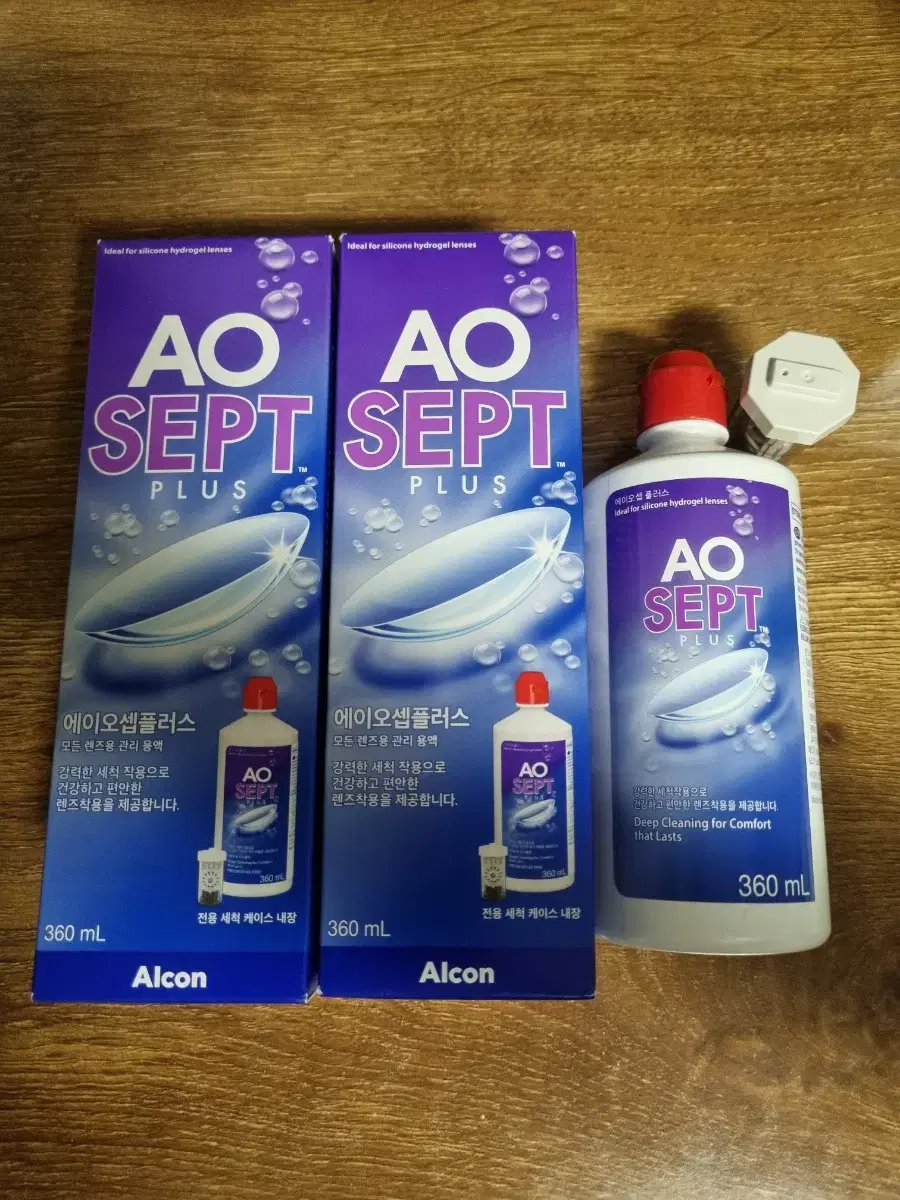 Ideal for silicone hydrogel lenses
AO
SEPT™
PLUS
에이오셉플러스
모든 렌즈용 관리 용액
강력한 세척 작용으로
건강하고 편안한
렌즈착용을 제공합니다.
AO
SEPT
360 mL
전용 세척 케이스 내장
360 mL
Alcon
Ideal for silicone hydrogel lenses
AO
SEPT™
PLUS
에이오셉플러스
모든 렌즈용 관리 용액
강력한 세척 작용으로
건강하고 편안한
렌즈착용을 제공합니다.
AO
SEPT
360 mL
전용 세척 케이스 내장
360 mL
Alcon
에이오셉 플러스
Ideal for silicone hydrogel lenses
AO
SEPT™
PLUS
강력한 세척작용으로
건강하고 편안한 렌즈착용을 제공합니다.
Deep Cleaning for Comfort
that Lasts
360 mL